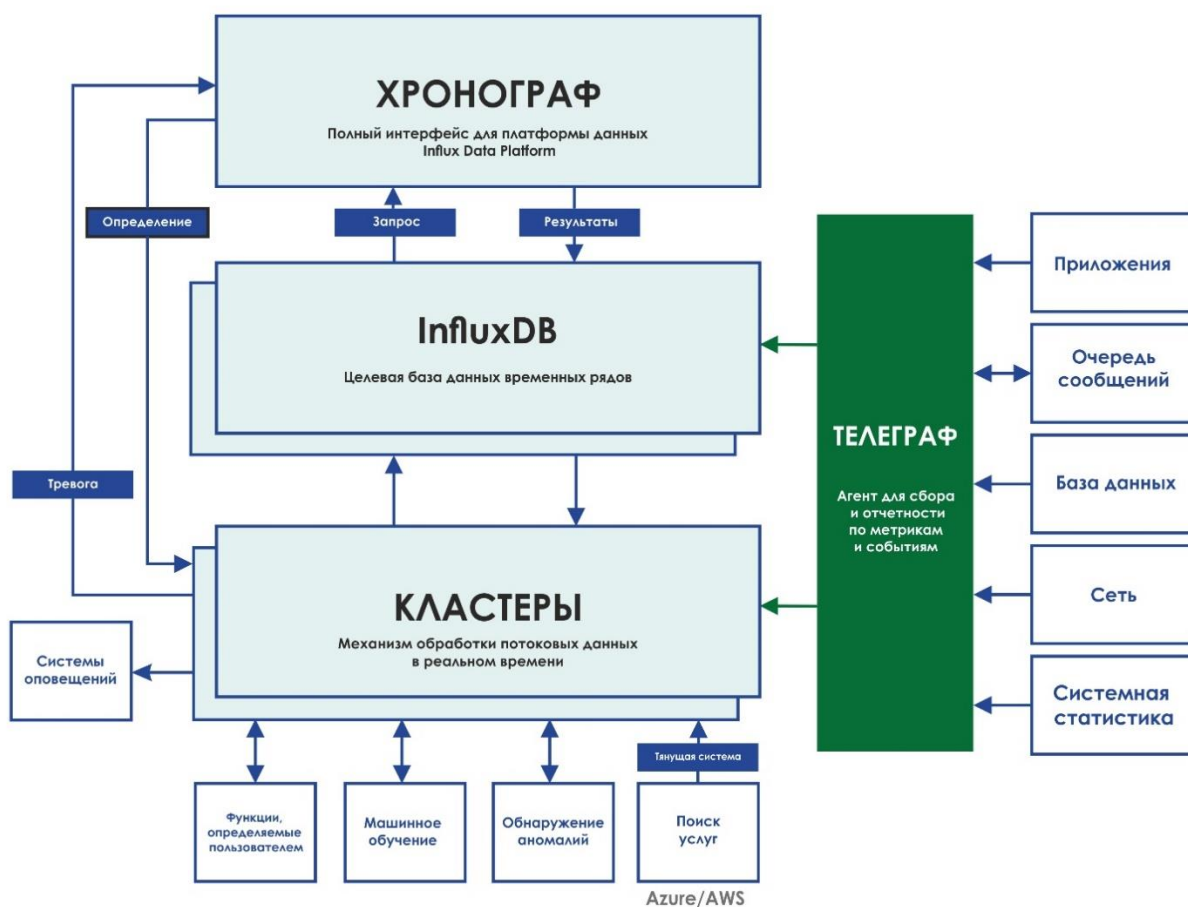 ХРОНОГРАФ
Полный интерфейс для платформы данных
Influx Data Platform
Определение
Запрос
Результаты
InfluxDB
Целевая база данных временных рядов
Тревога
КЛАСТЕРЫ
Механизм обработки потоковых данных
в реальном времени
Системы
оповещений
Тянущая система
Функции,
определяемые
пользователем
Машинное
обучение
Обнаружение
аномалий
Поиск
услуг
Azure/AWS
ТЕЛЕГРАФ
Агент для сбора
и отчетности
по метрикам
и событиям
Приложения
Очередь
сообщений
База данных
Сеть
Системная
статистика